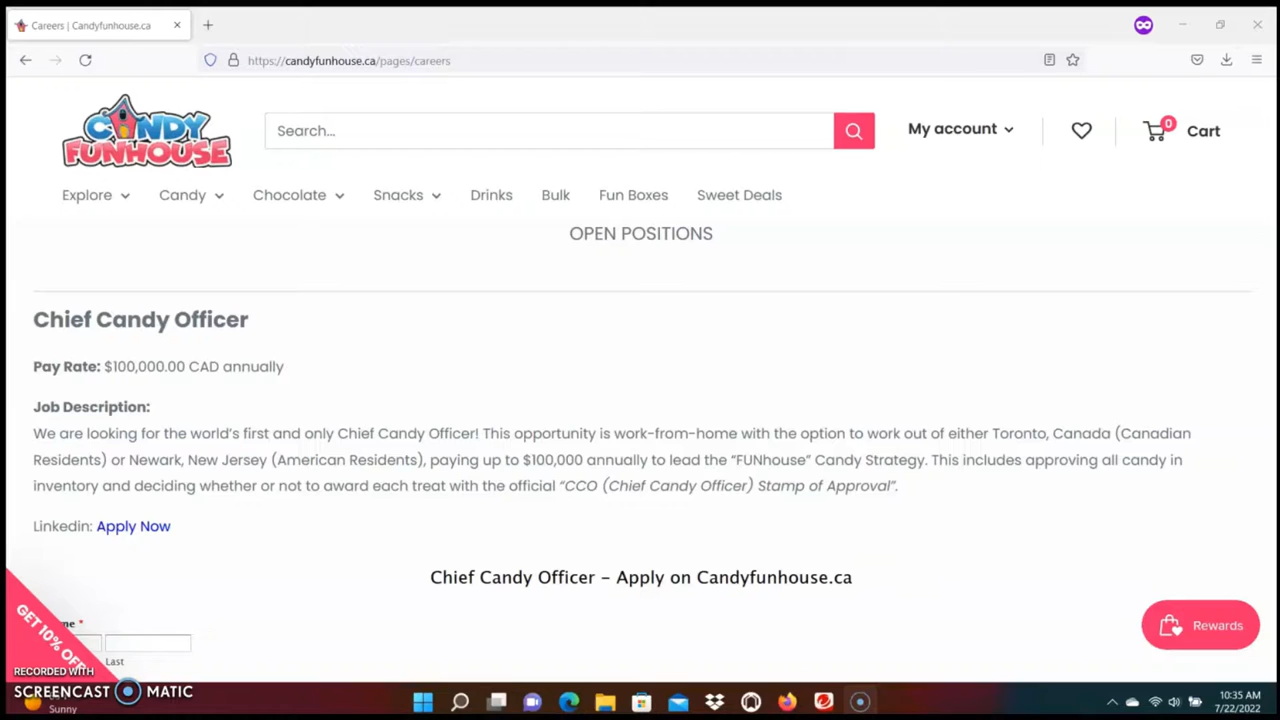 Careers | Candyfunhouse.ca
https://candyfunhouse.ca/pages/careers
CANDY
FUNHOUSE
Search...
My account
0
Cart
Explore
Candy
Chocolate
Snacks
Drinks
Bulk
Fun Boxes
Sweet Deals
OPEN POSITIONS
Chief Candy Officer
Pay Rate: $100,000.00 CAD annually
Job Description:
We are looking for the world's first and only Chief Candy Officer! This opportunity is work-from-home with the option to work out of either Toronto, Canada (Canadian
Residents) or Newark, New Jersey (American Residents), paying up to $100,000 annually to lead the “FUNhouse” Candy Strategy. This includes approving all candy in
inventory and deciding whether or not to award each treat with the official “CCO (Chief Candy Officer) Stamp of Approval”.
Linkedin: Apply Now
Chief Candy Officer – Apply on Candyfunhouse.ca
me *
Last
GET 10% OFF
Rewards
RECORDED WITH
SCREENCAST MATIC
Sunny
10:35 AM
7/22/2022